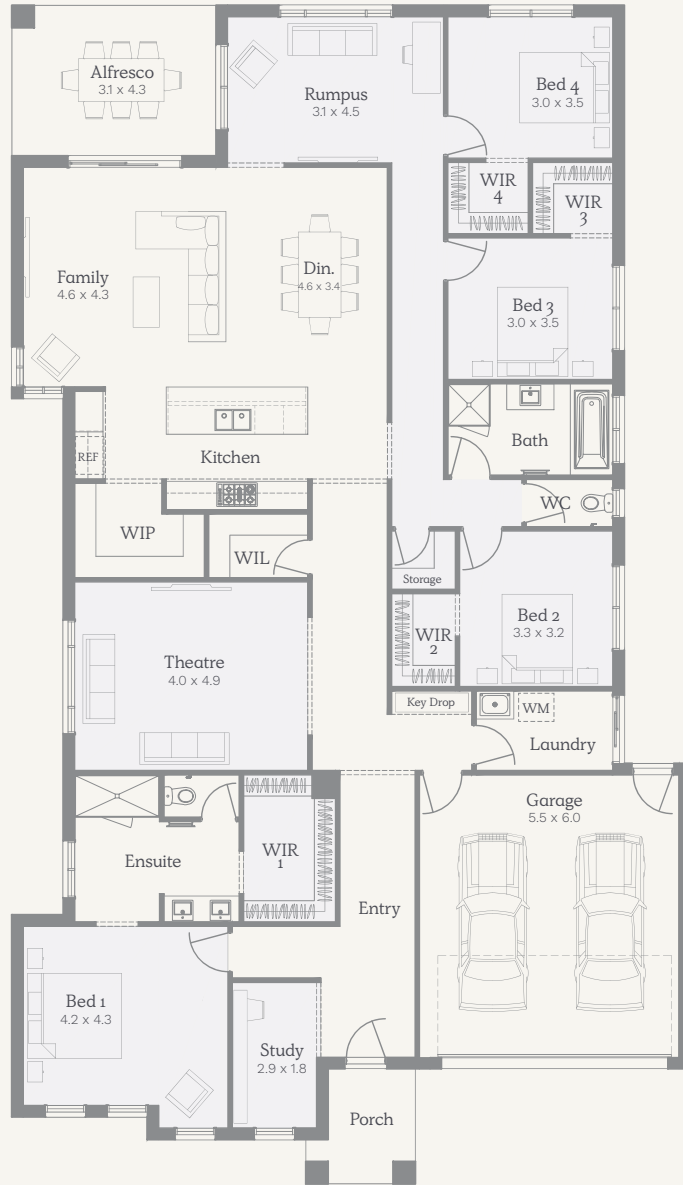 Alfresco
3.1 x 4.3
Rumpus
3.1 x 4.5
Bed 4
3.0 x 3.5
WIR
4
WIR
3
Family
4.6 x 4.3
Din.
4.6 x 3.4
Bed 3
3.0 x 3.5
REF
Kitchen
Bath
WC
WIP
WIL
Storage
WIR
2
Bed 2
3.3 x 3.2
Theatre
4.0 x 4.9
Key Drop
WM
Laundry
Garage
5.5 x 6.0
Ensuite
WIR
1
Entry
Bed 1
4.2 x 4.3
Study
2.9 x 1.8
Porch